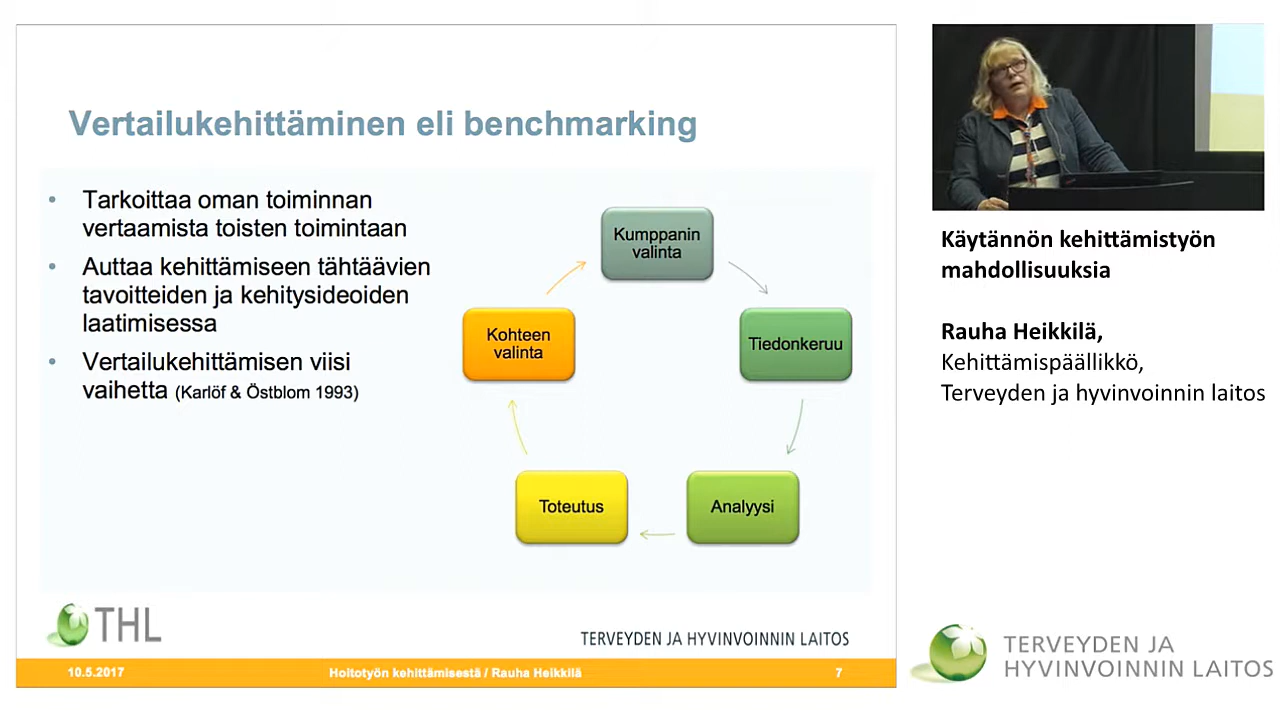 Vertailukehittäminen eli benchmarking
• Tarkoittaa oman toiminnan
vertaamista toisten toimintaan
• Auttaa kehittämiseen tähtäävien
tavoitteiden ja kehitysideoiden
laatimisessa
• Vertailukehittämisen viisi
vaihetta (Karlöf & Östblom 1993)
Kumppanin
valinta
Tiedonkeruu
Analyysi
Toteutus
Kohteen
valinta
THL
TERVEYDEN JA HYVINVOINNIN LAITOS
10.5.2017
Hoitotyön kehittämisestä / Rauha Heikkilä
7
Käytännön kehittämistyön
mahdollisuuksia
Rauha Heikkilä,
Kehittämispäällikkö,
Terveyden ja hyvinvoinnin laitos
TERVEYDEN JA
HYVINVOINNIN LAITOS